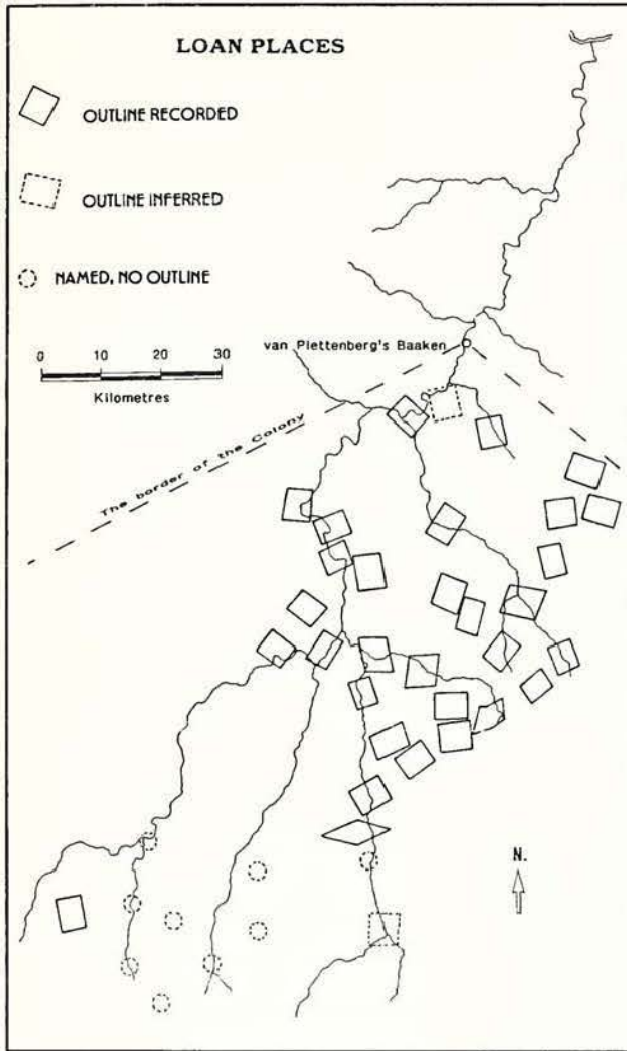 LOAN PLACES
OUTLINE RECORDED
OUTLINE INFERRED
NAMED, NO OUTLINE
van Plettenberg's Baaken
0 10 20 30
Kilometres
The border of the Colony
N.